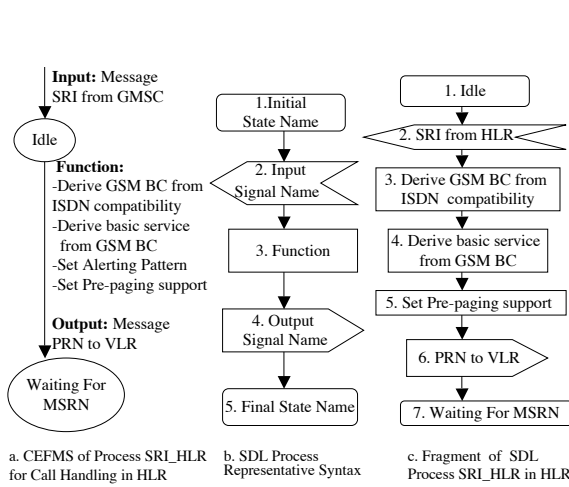 Input: Message
SRI from GMSC
Idle
Function:
-Derive GSM BC from
ISDN compatibility
-Derive basic service
from GSM BC
-Set Alerting Pattern
-Set Pre-paging support
Output: Message
PRN to VLR
Waiting For
MSRN
a. CEFMS of Process SRI_HLR
for Call Handling in HLR
1.Initial
State Name
2. Input
Signal Name
3. Function
4. Output
Signal Name
5. Final State Name
b. SDL Process
Representative Syntax
1. Idle
2. SRI from HLR
3. Derive GSM BC from
ISDN compatibility
4. Derive basic service
from GSM BC
5. Set Pre-paging support
6. PRN to VLR
7. Waiting For MSRN
c. Fragment of SDL
Process SRI_HLR in HLR